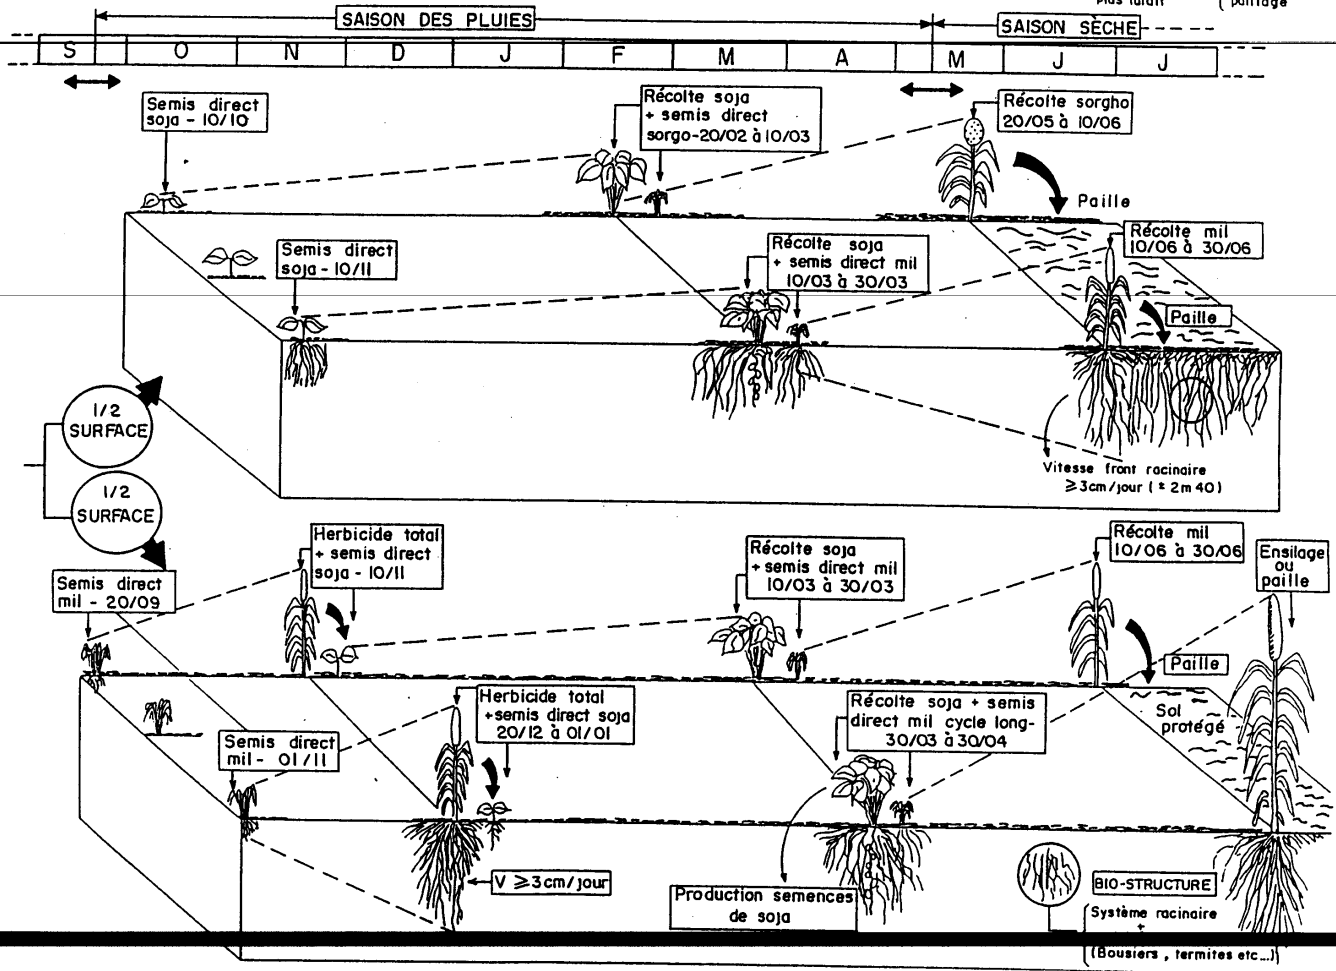 plus tardif
paillage
SAISON DES PLUIES
SAISON SÈCHE
S O N D J F M A M J J
Semis direct
soja - 10/10
Récolte soja
+ semis direct
sorgo-20/02 à 10/03
Récolte sorgho
20/05 à 10/06
Paille
Semis direct
soja - 10/11
Récolte soja
+ semis direct mil
10/03 à 30/03
Récolte mil
10/06 à 30/06
Paille
1/2
SURFACE
Vitesse front racinaire
≥3cm/jour (± 2m 40)
1/2
SURFACE
Semis direct
mil - 20/09
Herbicide total
+ semis direct
soja - 10/11
Récolte soja
+ semis direct mil
10/03 à 30/03
Récolte mil
10/06 à 30/06
Ensilage
ou
paille
Paille
Semis direct
mil - 01/11
Herbicide total
+semis direct soja
20/12 à 01/01
Récolte soja + semis
direct mil cycle long-
30/03 à 30/04
Sol
protégé
V ≥3cm/jour
Production semences
de soja
BIO-STRUCTURE
Système racinaire
+
(Bousiers, termites etc...)